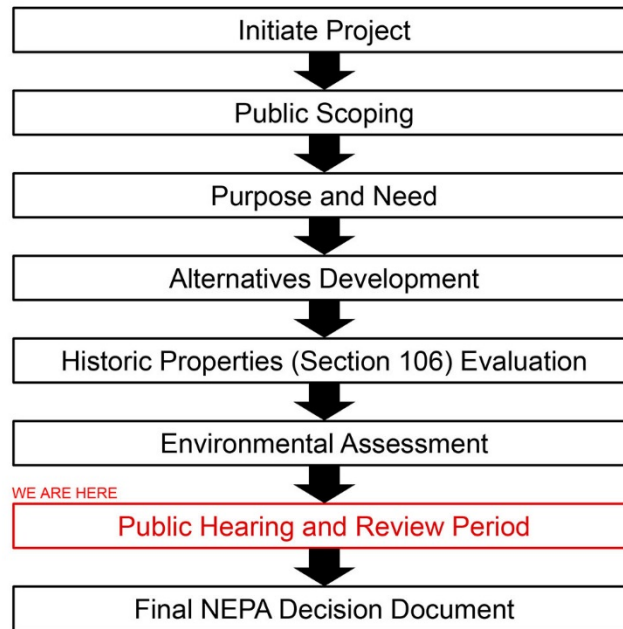 Initiate Project
Public Scoping
Purpose and Need
Alternatives Development
Historic Properties (Section 106) Evaluation
Environmental Assessment
WE ARE HERE
Public Hearing and Review Period
Final NEPA Decision Document